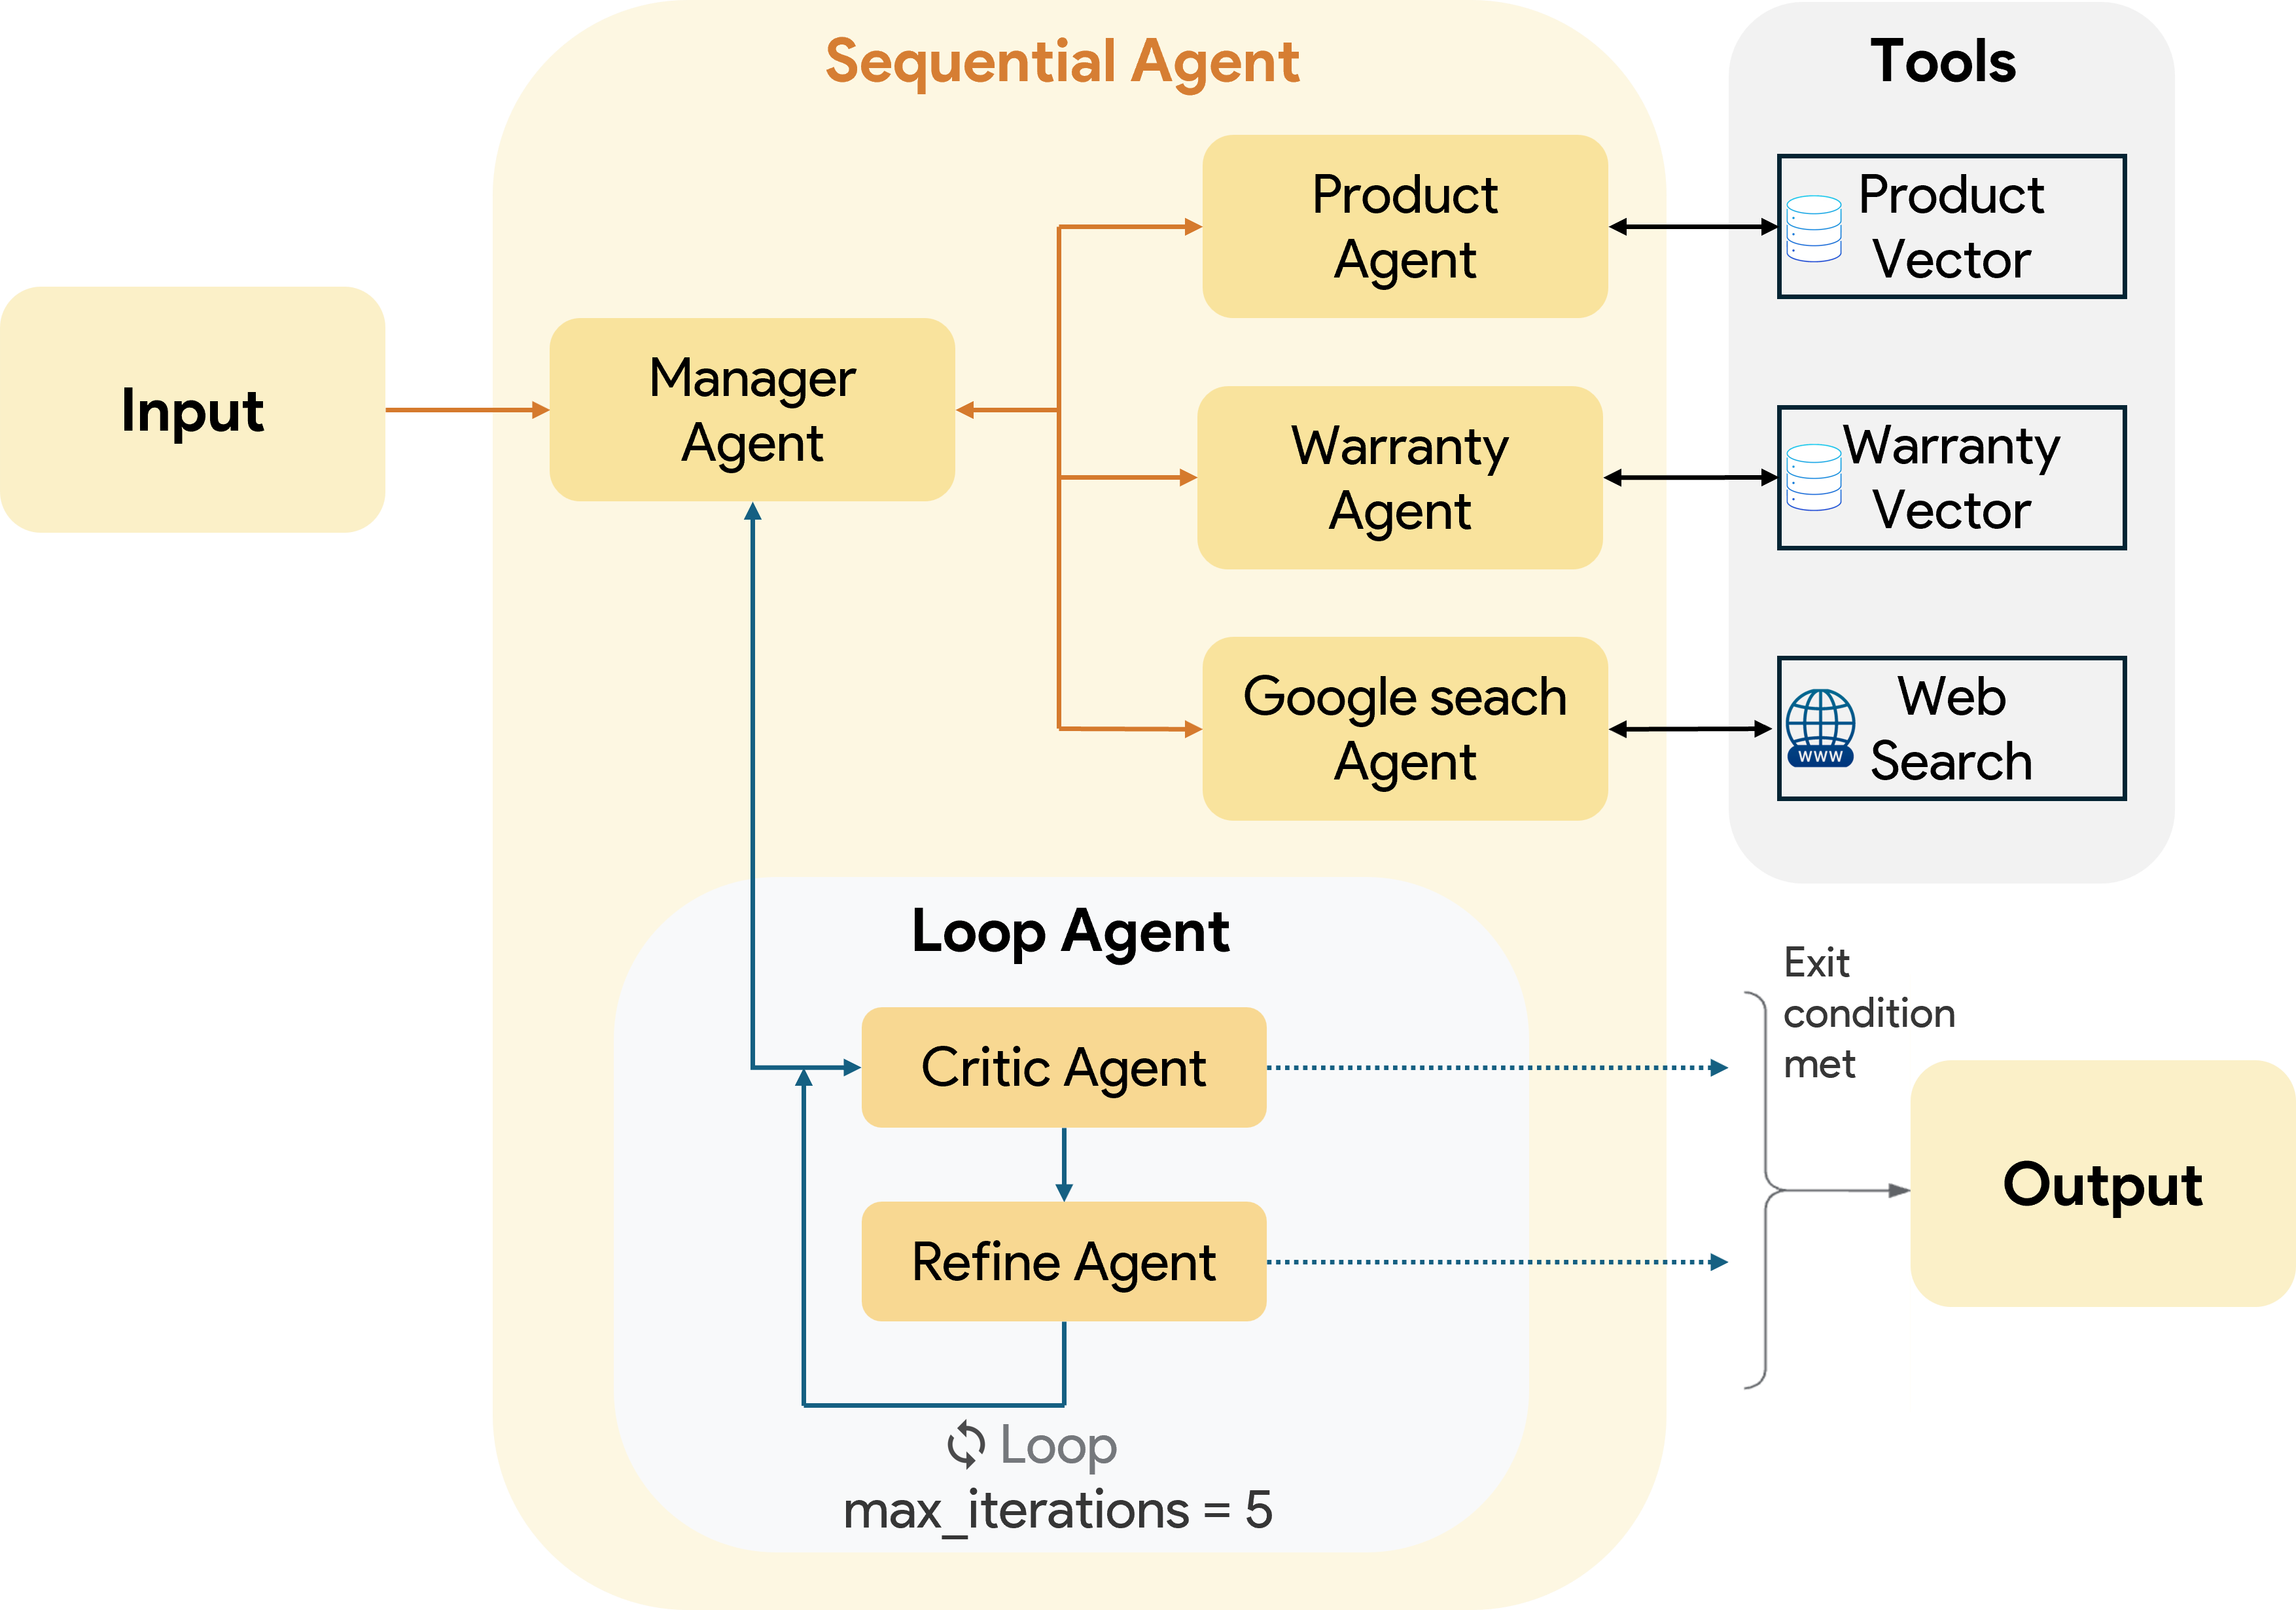 Sequential Agent
Tools
Input
Manager
Agent
Product
Agent
Warranty
Agent
Google seach
Agent
Product
Vector
Warranty
Vector
Web
Search
WWW
Loop Agent
Critic Agent
Refine Agent
Loop
max_iterations = 5
Exit
condition
met
Output